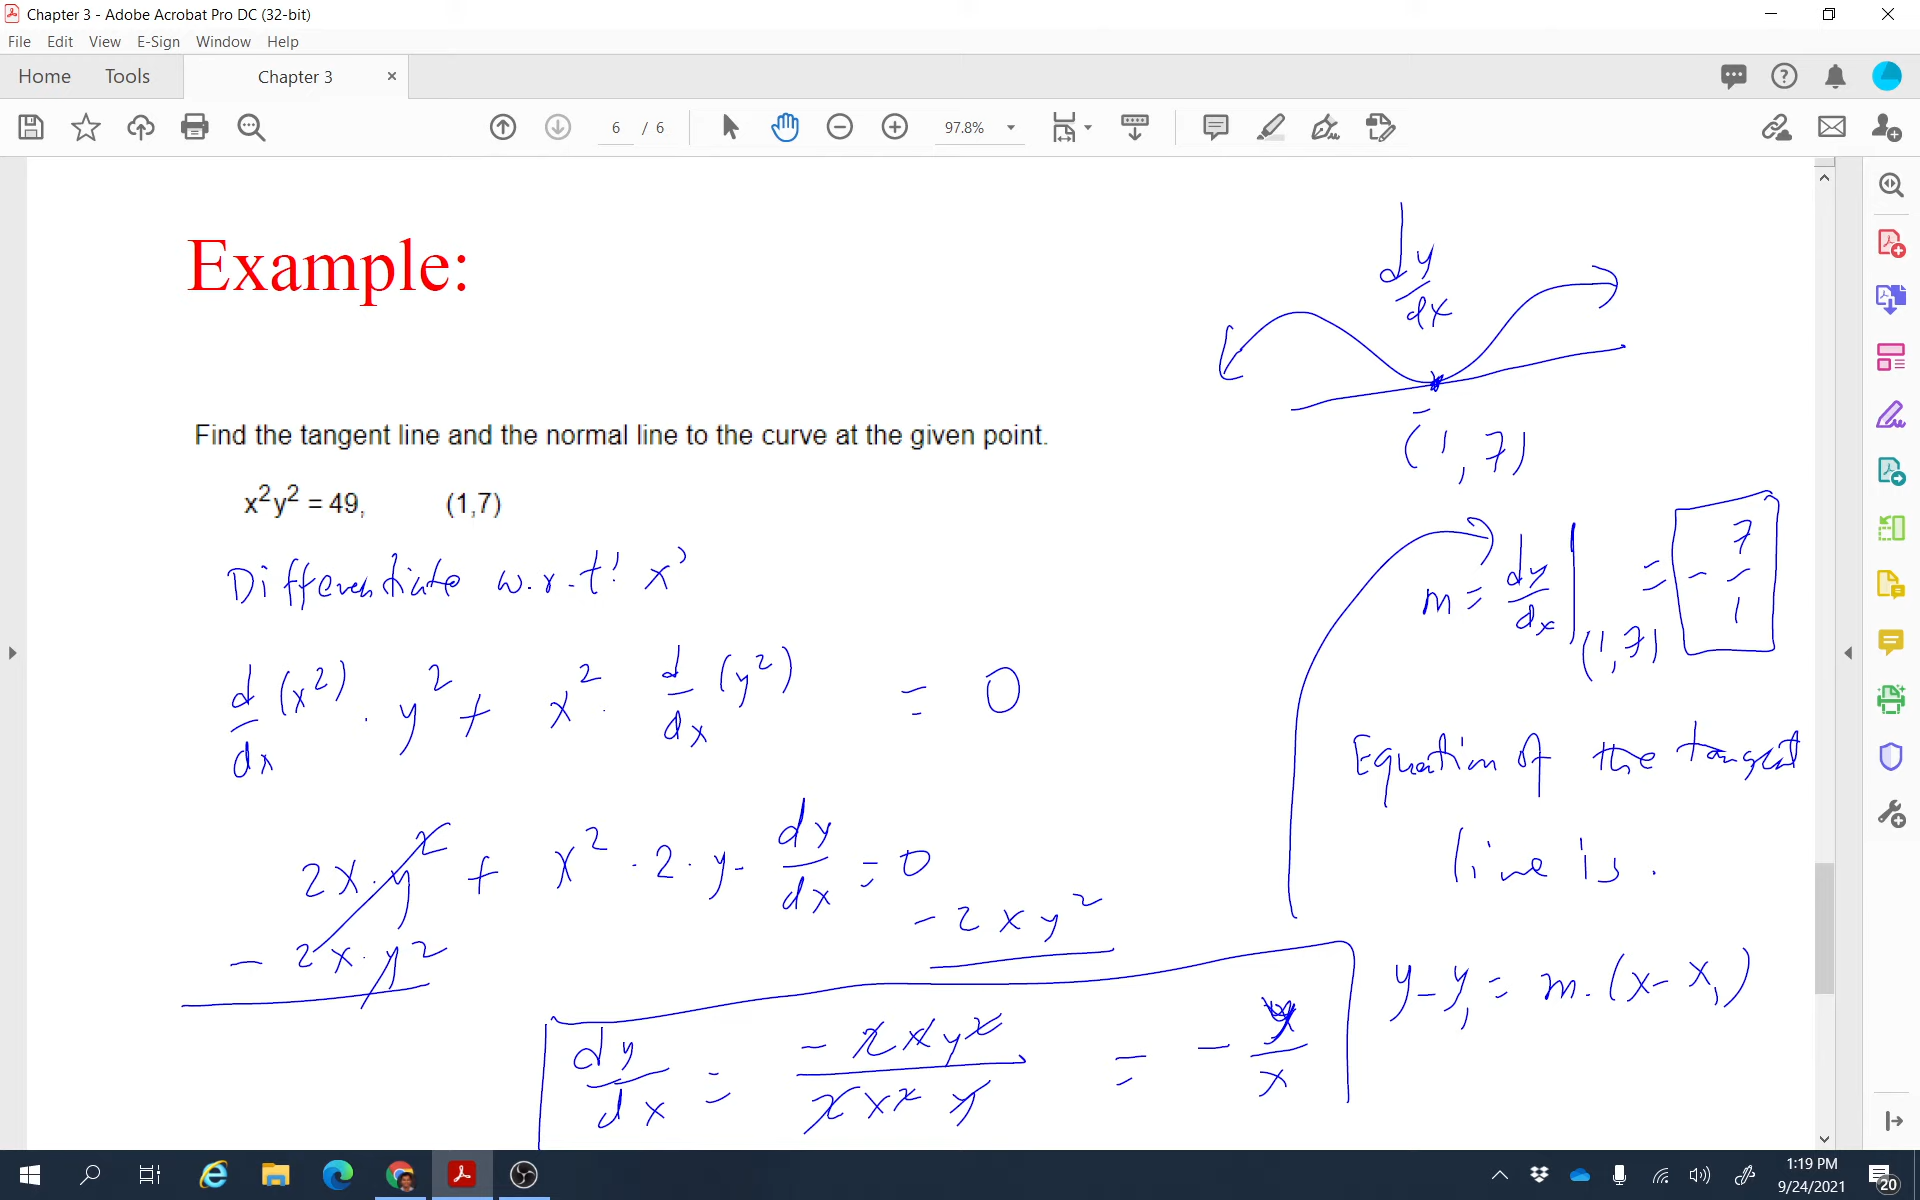 Chapter 3 - Adobe Acrobat Pro DC (32-bit)
File Edit View E-Sign Window Help
Home Tools Chapter 3 ×
6 / 6 97.8%
Example:
Find the tangent line and the normal line to the curve at the given point.
x²y² = 49, (1,7)
Differentiate w.r.t! x'
d/dx (x²) · y² + x² · d/dx (y²) = 0
2x · y² + x² · 2 · y · dy/dx = 0
- 2x · y² - 2xy²
dy/dx = - 2xy² / 2x² y = - y/x
dy/dx
(1, 7)
m = dy/dx | (1,7) = - 7/1
Equation of the tangent
line is.
y - y₁ = m · (x - x₁)
1:19 PM
9/24/2021
20